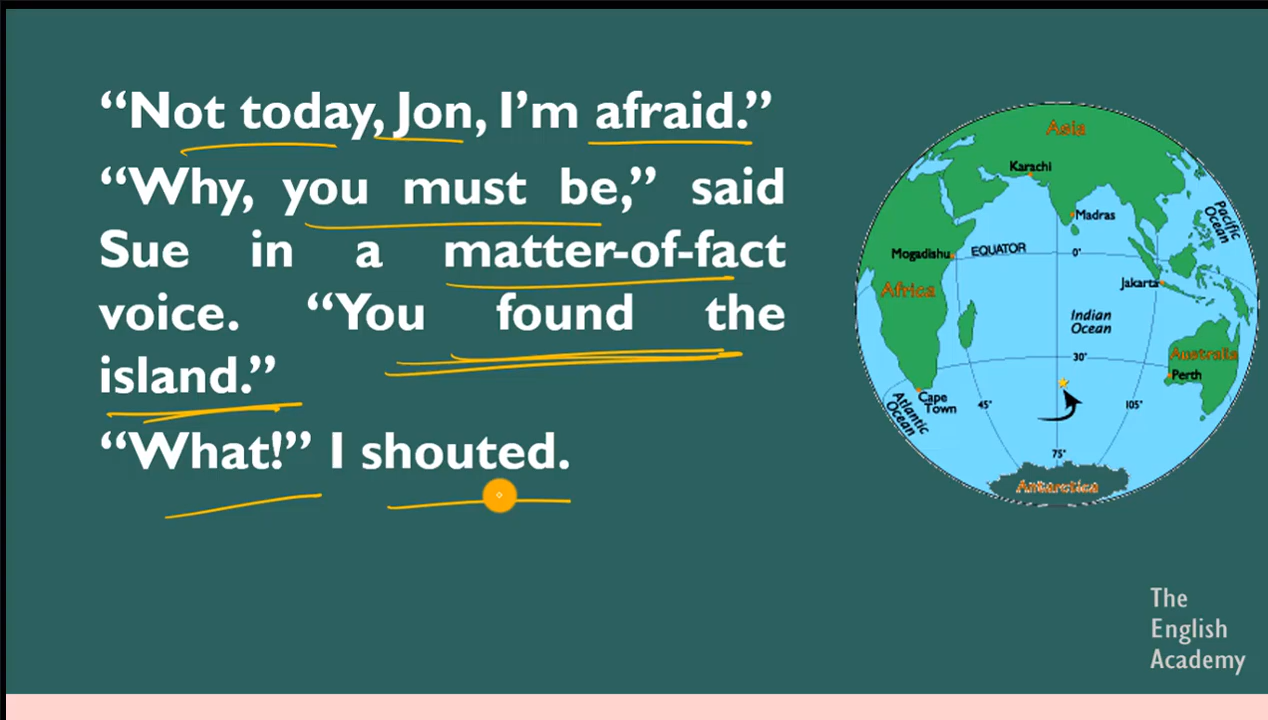 “Not today, Jon, I’m afraid.”
“Why, you must be,” said
Sue in a matter-of-fact
voice. “You found the
island.”
“What!” I shouted.
Asia
Karachi
Madras
Pacific
Ocean
Mogadishu
EQUATOR
0°
Jakarta
Africa
Indian
Ocean
30°
Australia
Perth
Cape
Town
Atlantic
Ocean
45°
105°
75°
Antarctica
The
English
Academy